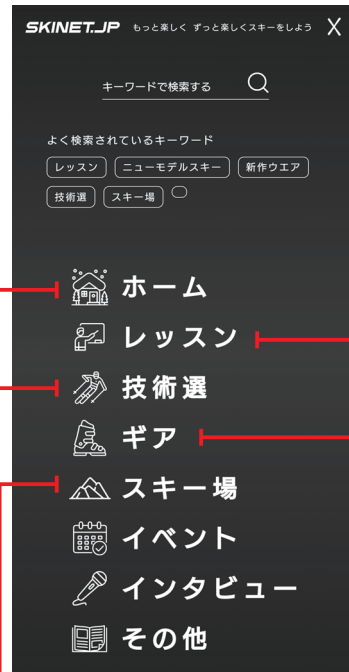 SKINET.JP もっと楽しく ずっと楽しくスキーをしよう X
キーワードで検索する
よく検索されているキーワード
レッスン ニューモデルスキー 新作ウエア
技術選 スキー場
ホーム
レッスン
技術選
ギア
スキー場
イベント
インタビュー
その他